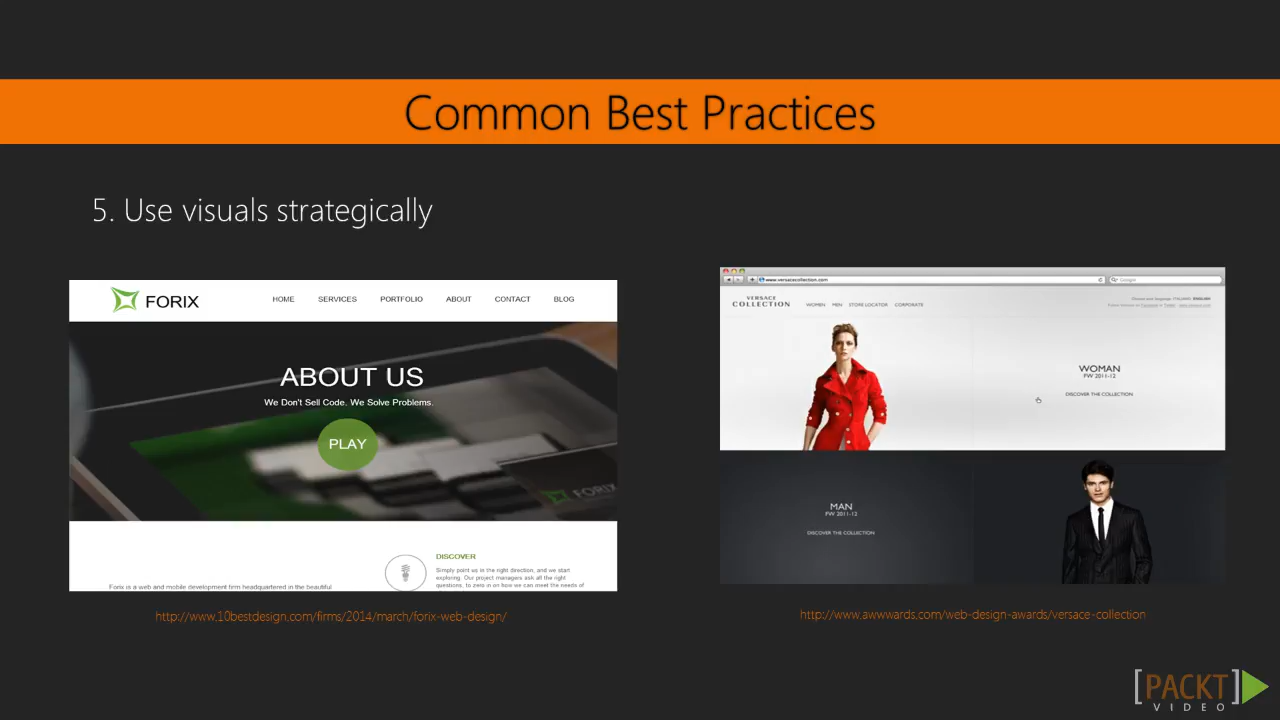 Common Best Practices
5. Use visuals strategically
FORIX
HOME SERVICES PORTFOLIO ABOUT CONTACT BLOG
ABOUT US
We Don't Sell Code. We Solve Problems.
PLAY
FORIX
DISCOVER
Simply point us in the right direction, and we start
exploring. Our project managers ask all the right
questions, to zero in on how we can meet the needs of
Forix is a web and mobile development firm headquartered in the beautiful
http://www.10bestdesign.com/firms/2014/march/forix-web-design/
www.versacecollection.com
Google
VERSACE
COLLECTION
WOMEN MEN STORE LOCATOR CORPORATE
WOMAN
FW 2011-12
DISCOVER THE COLLECTION
MAN
FW 2011-12
DISCOVER THE COLLECTION
http://www.awwwards.com/web-design-awards/versace-collection
[PACKT]
VIDEO